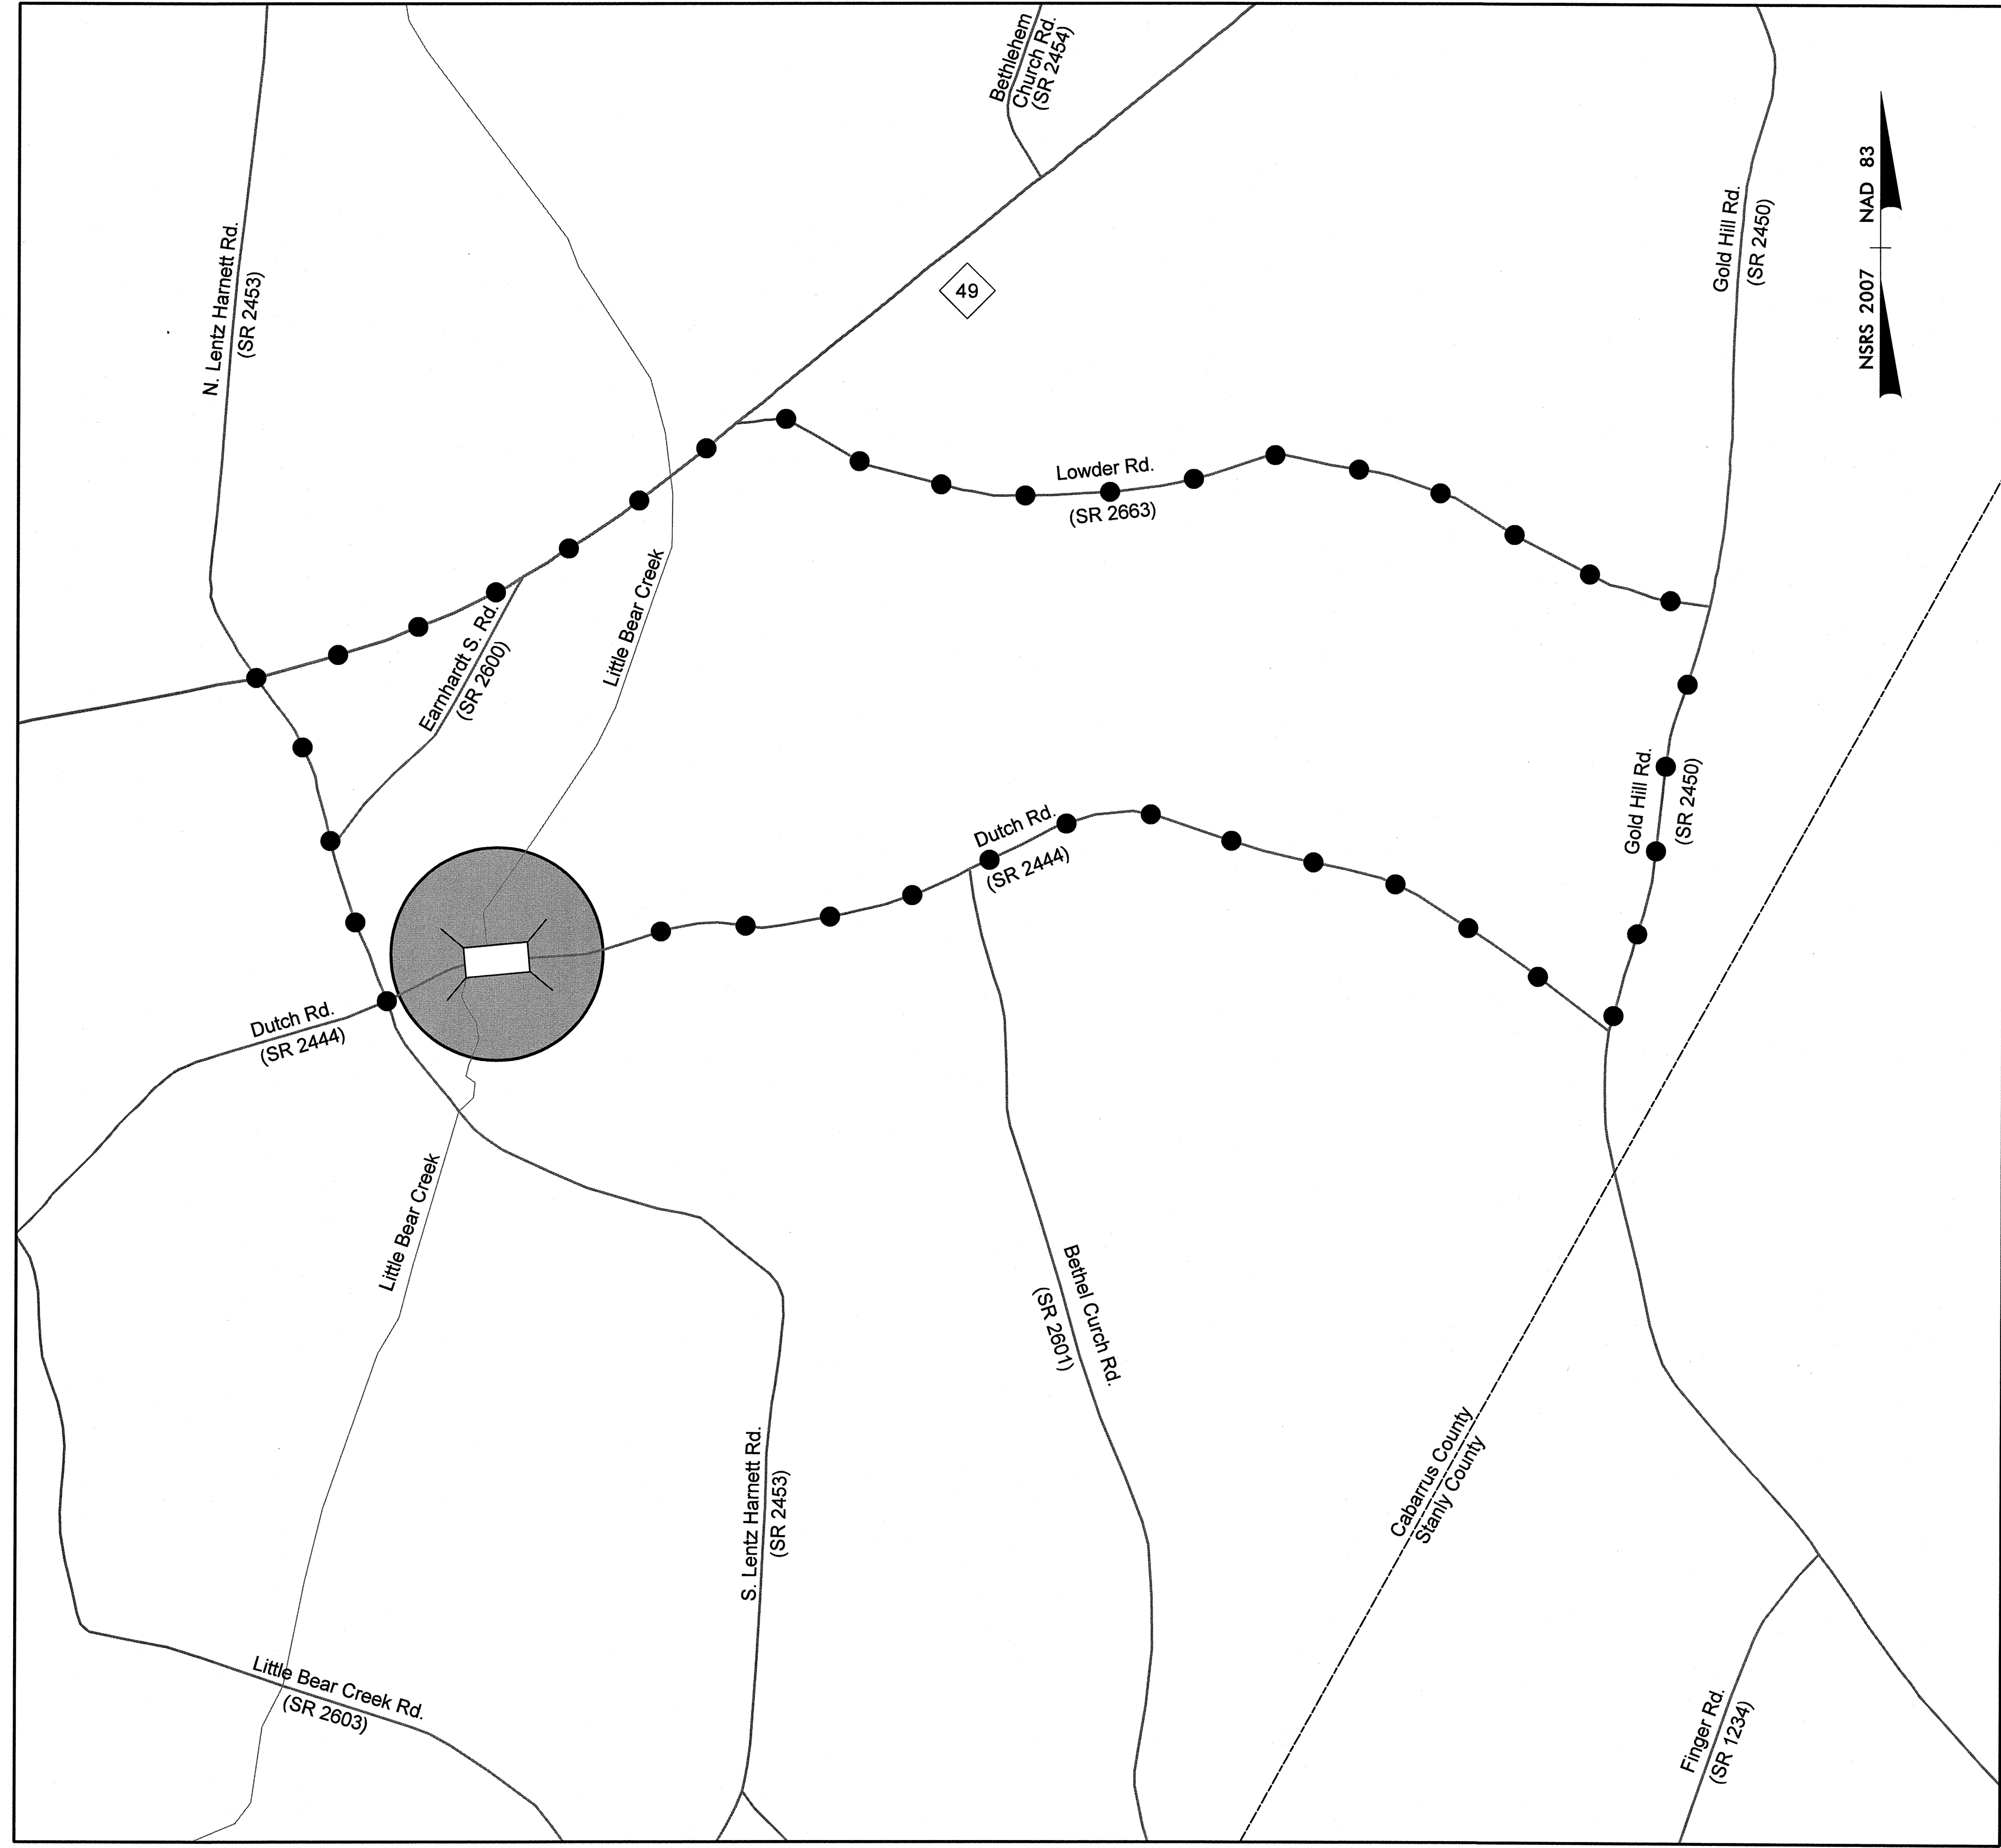 Bethlehem
Church Rd.
(SR 2454)
N. Lentz Harnett Rd.
(SR 2453)
49
Gold Hill Rd.
(SR 2450)
NSRS 2007 NAD 83
Lowder Rd.
(SR 2663)
Earnhardt S. Rd.
(SR 2600)
Little Bear Creek
Gold Hill Rd.
(SR 2450)
Dutch Rd.
(SR 2444)
Dutch Rd.
(SR 2444)
Little Bear Creek
Bethel Curch Rd.
(SR 2601)
S. Lentz Harnett Rd.
(SR 2453)
Cabarrus County
Stanly County
Little Bear Creek Rd.
(SR 2603)
Finger Rd.
(SR 1234)